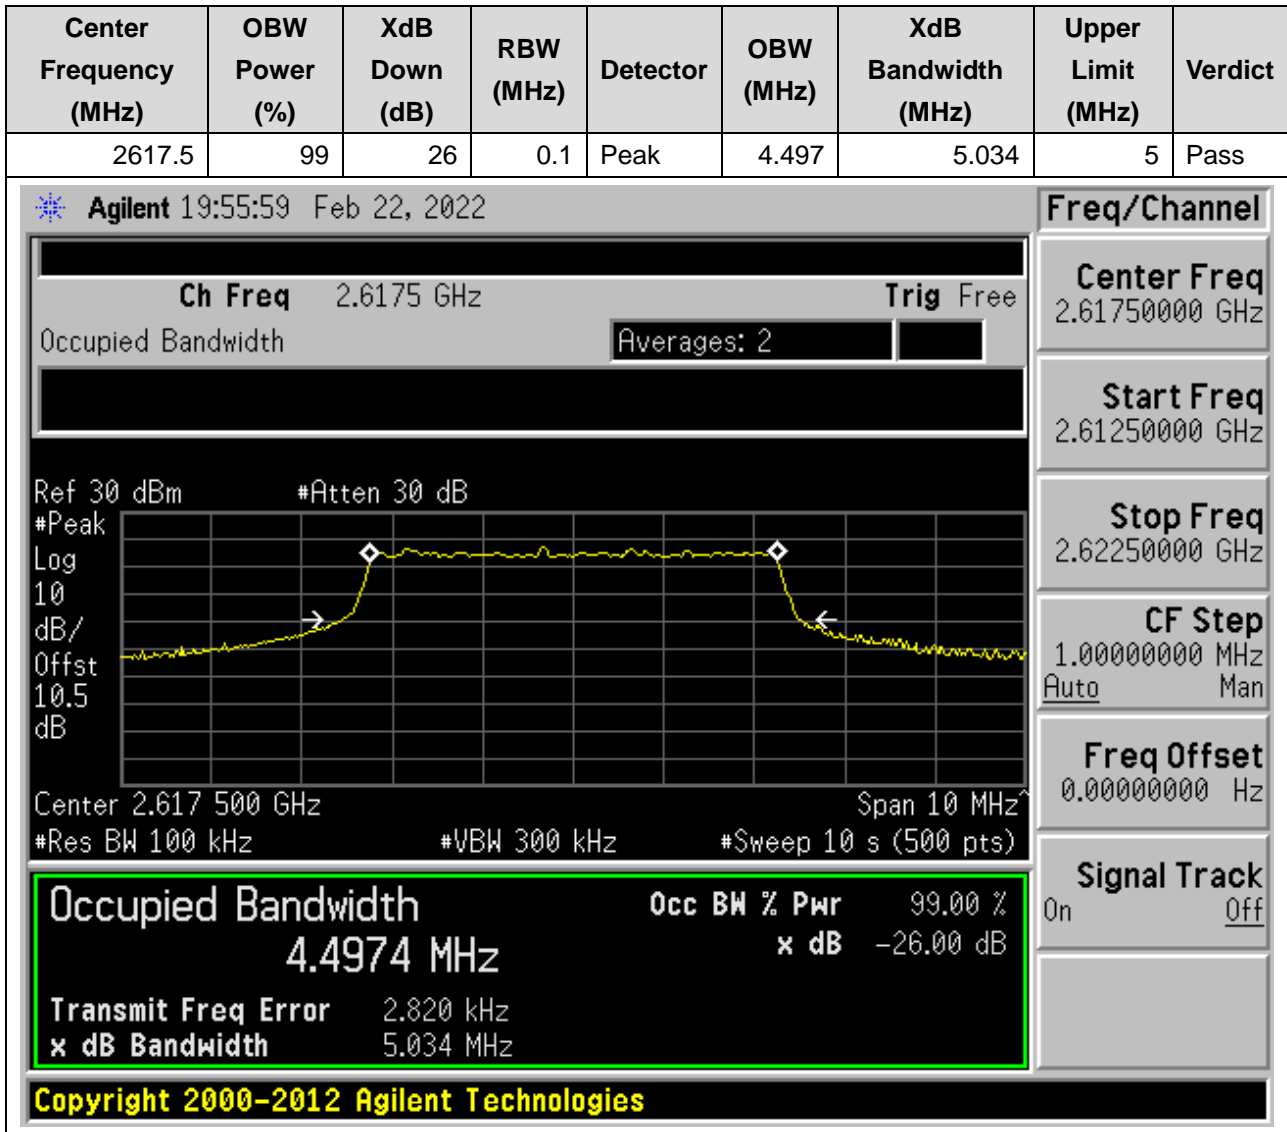 Center Frequency (MHz) OBW Power (%) XdB Down (dB) RBW (MHz) Detector OBW (MHz) XdB Bandwidth (MHz) Upper Limit (MHz) Verdict
2617.5 99 26 0.1 Peak 4.497 5.034 5 Pass
Agilent 19:55:59 Feb 22, 2022
Freq/Channel
Ch Freq 2.6175 GHz Trig Free
Occupied Bandwidth Averages: 2
Center Freq
2.61750000 GHz
Start Freq
2.61250000 GHz
Stop Freq
2.62250000 GHz
CF Step
1.00000000 MHz
Auto Man
Freq Offset
0.00000000 Hz
Signal Track
On Off
Ref 30 dBm #Atten 30 dB
#Peak
Log
10
dB/
Offst
10.5
dB
Center 2.617 500 GHz Span 10 MHz^
#Res BW 100 kHz #VBW 300 kHz #Sweep 10 s (500 pts)
Occupied Bandwidth Occ BW % Pwr 99.00 %
4.4974 MHz x dB -26.00 dB
Transmit Freq Error 2.820 kHz
x dB Bandwidth 5.034 MHz
Copyright 2000-2012 Agilent Technologies